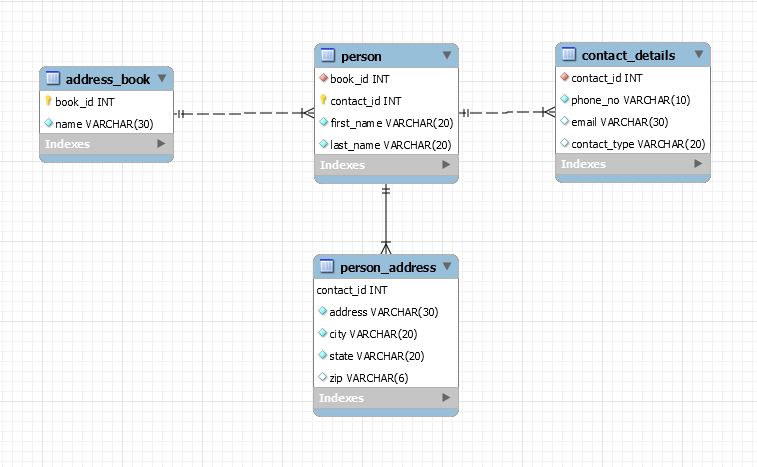 address_book
book_id INT
name VARCHAR(30)
Indexes
person
book_id INT
contact_id INT
first_name VARCHAR(20)
last_name VARCHAR(20)
Indexes
contact_details
contact_id INT
phone_no VARCHAR(10)
email VARCHAR(30)
contact_type VARCHAR(20)
Indexes
person_address
contact_id INT
address VARCHAR(30)
city VARCHAR(20)
state VARCHAR(20)
zip VARCHAR(6)
Indexes